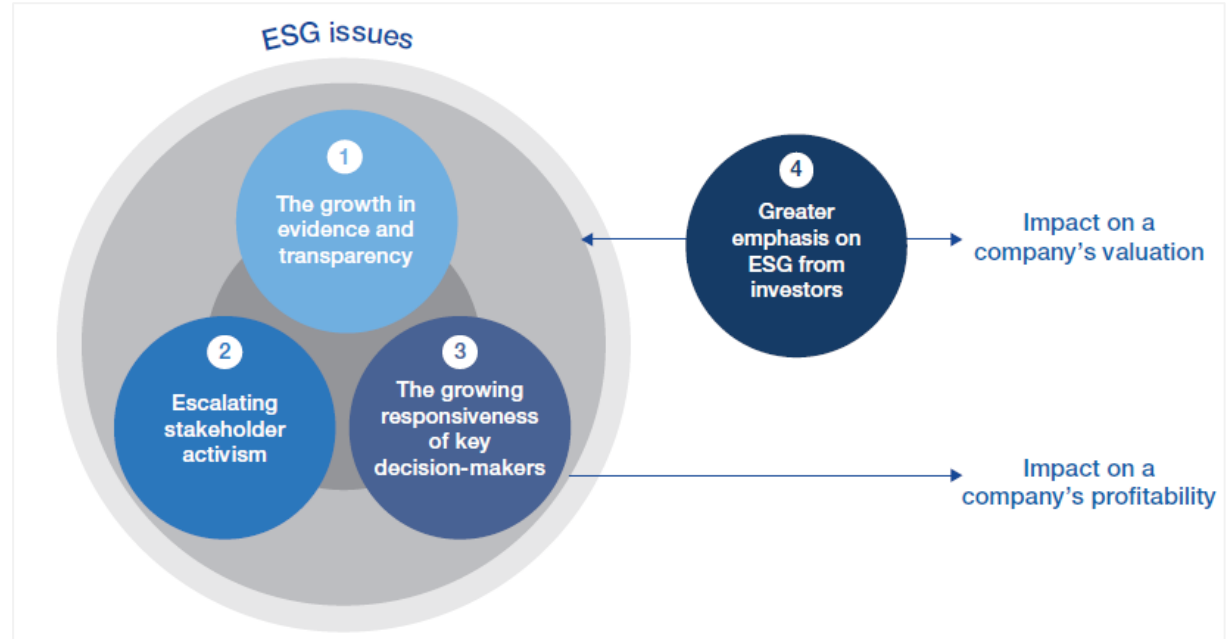 ESG issues
1
The growth in
evidence and
transparency
2
Escalating
stakeholder
activism
3
The growing
responsiveness
of key
decision-makers
4
Greater
emphasis on
ESG from
investors
Impact on a
company's valuation
Impact on a
company's profitability